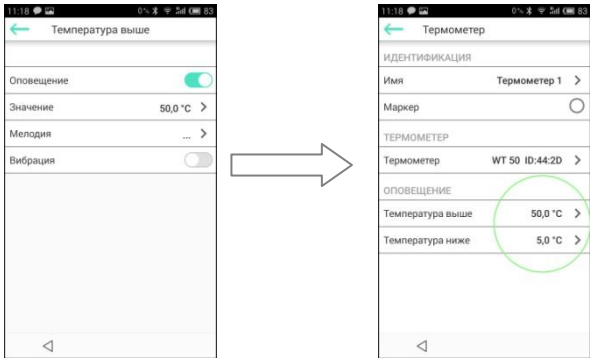 11:18 0% 83
Температура выше
Оповещение
Значение 50,0 °C
Мелодия ...
Вибрация
11:18 0% 83
Термометр
ИДЕНТИФИКАЦИЯ
Имя Термометр 1
Маркер
ТЕРМОМЕТР
Термометр WT 50 ID:44:2D
ОПОВЕЩЕНИЕ
Температура выше 50,0 °C
Температура ниже 5,0 °C